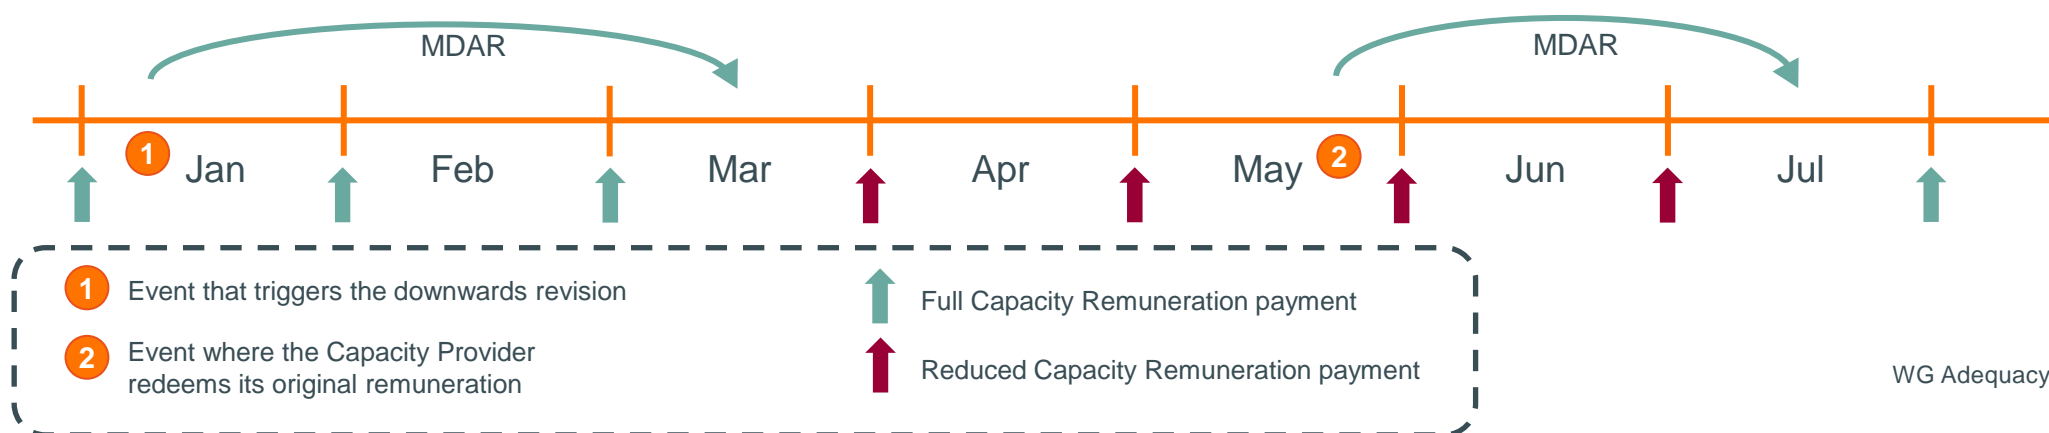 MDAR
MDAR
1
Jan
Feb
Mar
Apr
May
2
Jun
Jul
1
Event that triggers the downwards revision
2
Event where the Capacity Provider
redeems its original remuneration
Full Capacity Remuneration payment
Reduced Capacity Remuneration payment
WG Adequacy